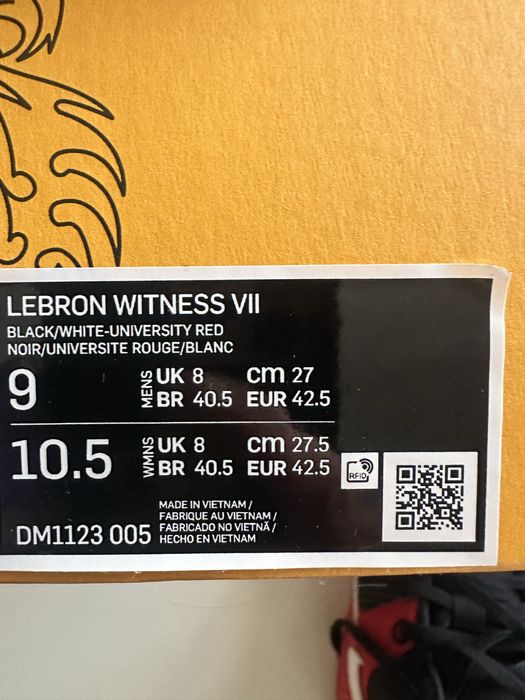 LEBRON WITNESS VII
BLACK/WHITE-UNIVERSITY RED
NOIR/UNIVERSITE ROUGE/BLANC
9 MENS UK 8 cm 27
BR 40.5 EUR 42.5
10.5 WMNS UK 8 cm 27.5
BR 40.5 EUR 42.5
RFID
MADE IN VIETNAM /
FABRIQUE AU VIETNAM /
FABRICADO NO VIETNÃ /
HECHO EN VIETNAM
DM1123 005